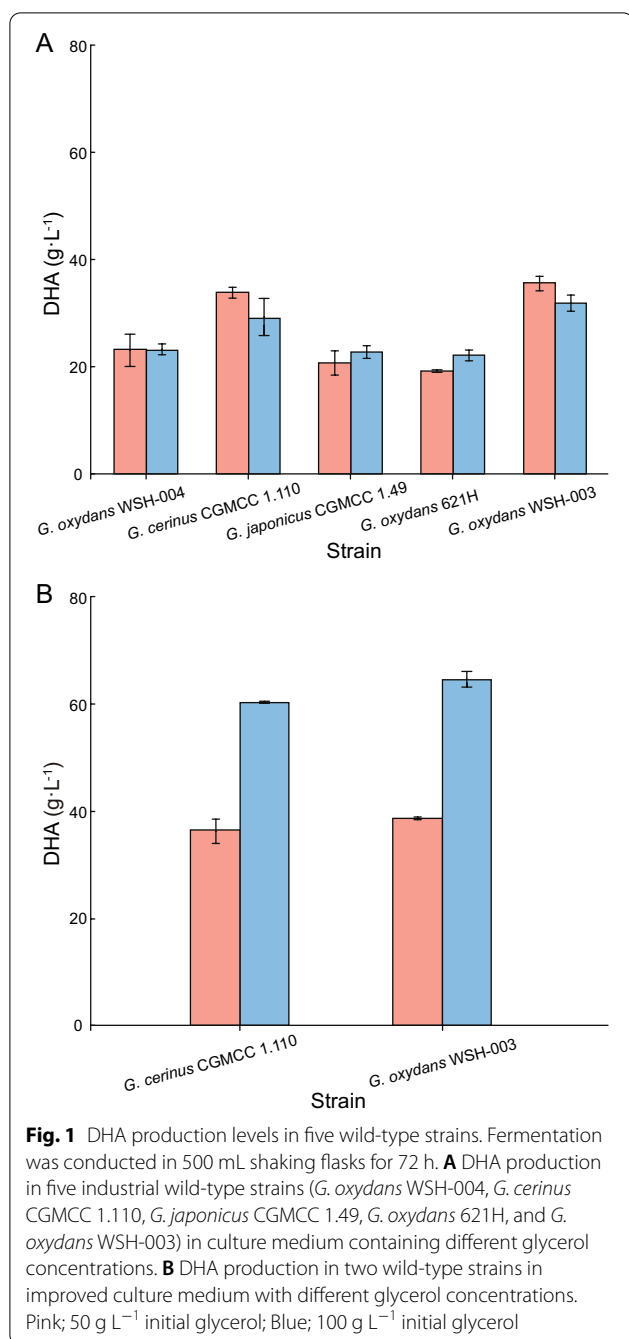 A
80
60
40
20
0
DHA (g·L⁻¹)
G. oxydans WSH-004
G. cerinus CGMCC 1.110
G. japonicus CGMCC 1.49
G. oxydans 621H
G. oxydans WSH-003
Strain
B
80
60
40
20
0
DHA (g·L⁻¹)
G. cerinus CGMCC 1.110
G. oxydans WSH-003
Strain
Fig. 1 DHA production levels in five wild-type strains. Fermentation
was conducted in 500 mL shaking flasks for 72 h. A DHA production
in five industrial wild-type strains (G. oxydans WSH-004, G. cerinus
CGMCC 1.110, G. japonicus CGMCC 1.49, G. oxydans 621H, and G.
oxydans WSH-003) in culture medium containing different glycerol
concentrations. B DHA production in two wild-type strains in
improved culture medium with different glycerol concentrations.
Pink; 50 g L⁻¹ initial glycerol; Blue; 100 g L⁻¹ initial glycerol